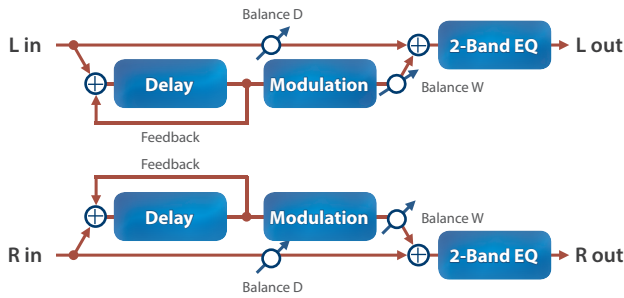 Balance D
L in
2-Band EQ
L out
Delay
Modulation
Balance W
Feedback
Feedback
Delay
Modulation
Balance W
R in
2-Band EQ
R out
Balance D